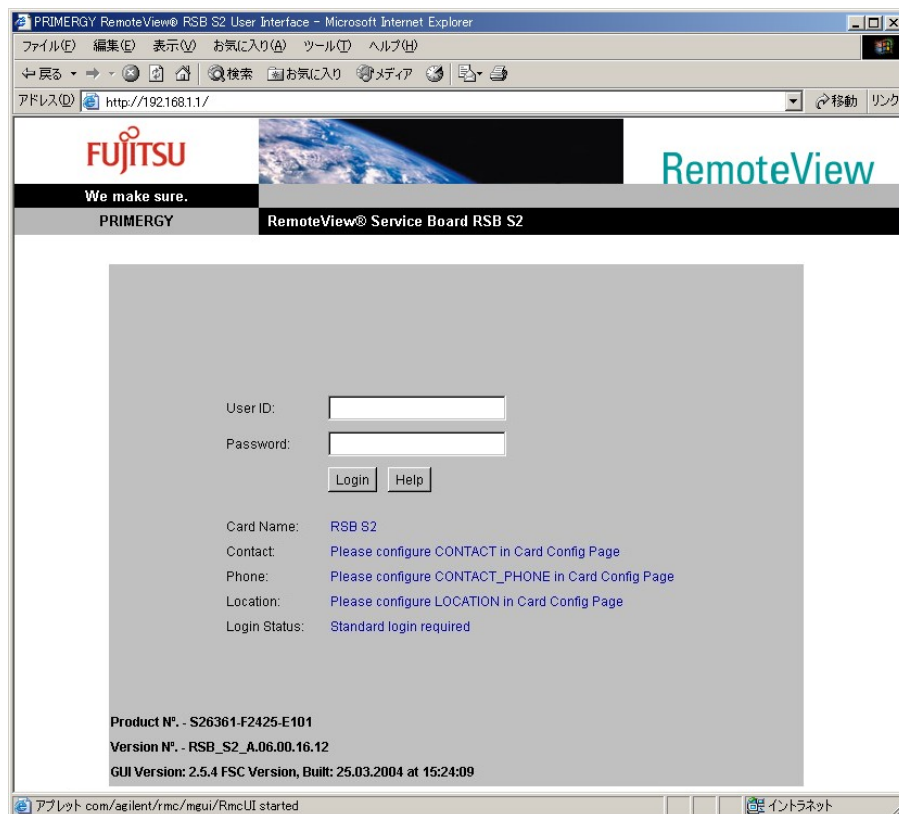 PRIMERGY RemoteView® RSB S2 User Interface - Microsoft Internet Explorer
ファイル(F) 編集(E) 表示(V) お気に入り(A) ツール(T) ヘルプ(H)
戻る 検索 お気に入り メディア
アドレス(D) http://192.168.1.1/ 移動 リンク
FUJITSU
RemoteView
We make sure.
PRIMERGY RemoteView® Service Board RSB S2
User ID:
Password:
Login Help
Card Name: RSB S2
Contact: Please configure CONTACT in Card Config Page
Phone: Please configure CONTACT_PHONE in Card Config Page
Location: Please configure LOCATION in Card Config Page
Login Status: Standard login required
Product Nº. - S26361-F2425-E101
Version Nº. - RSB_S2_A.06.00.16.12
GUI Version: 2.5.4 FSC Version, Built: 25.03.2004 at 15:24:09
アプレット com/agilent/rmc/mgui/RmcUI started イントラネット